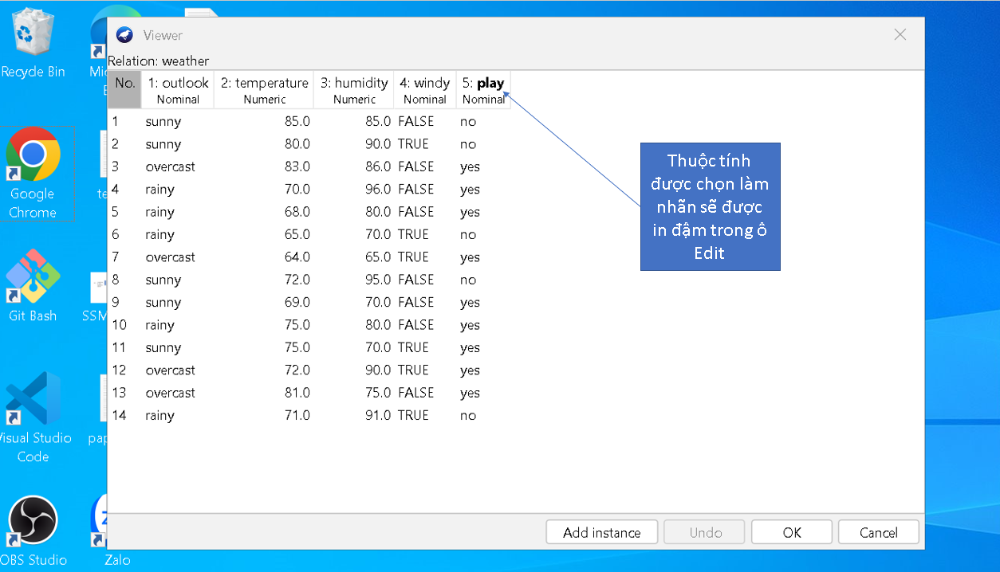 Recycle Bin
Google
Chrome
Git Bash
Visual Studio
Code
OBS Studio
Zalo
Viewer
Relation: weather
No. 1: outlook 2: temperature 3: humidity 4: windy 5: play
Nominal Numeric Numeric Nominal Nominal
1 sunny 85.0 85.0 FALSE no
2 sunny 80.0 90.0 TRUE no
3 overcast 83.0 86.0 FALSE yes
4 rainy 70.0 96.0 FALSE yes
5 rainy 68.0 80.0 FALSE yes
6 rainy 65.0 70.0 TRUE no
7 overcast 64.0 65.0 TRUE yes
8 sunny 72.0 95.0 FALSE no
9 sunny 69.0 70.0 FALSE yes
10 rainy 75.0 80.0 FALSE yes
11 sunny 75.0 70.0 TRUE yes
12 overcast 72.0 90.0 TRUE yes
13 overcast 81.0 75.0 FALSE yes
14 rainy 71.0 91.0 TRUE no
Thuộc tính
được chọn làm
nhãn sẽ được
in đậm trong ô
Edit
Add instance Undo OK Cancel